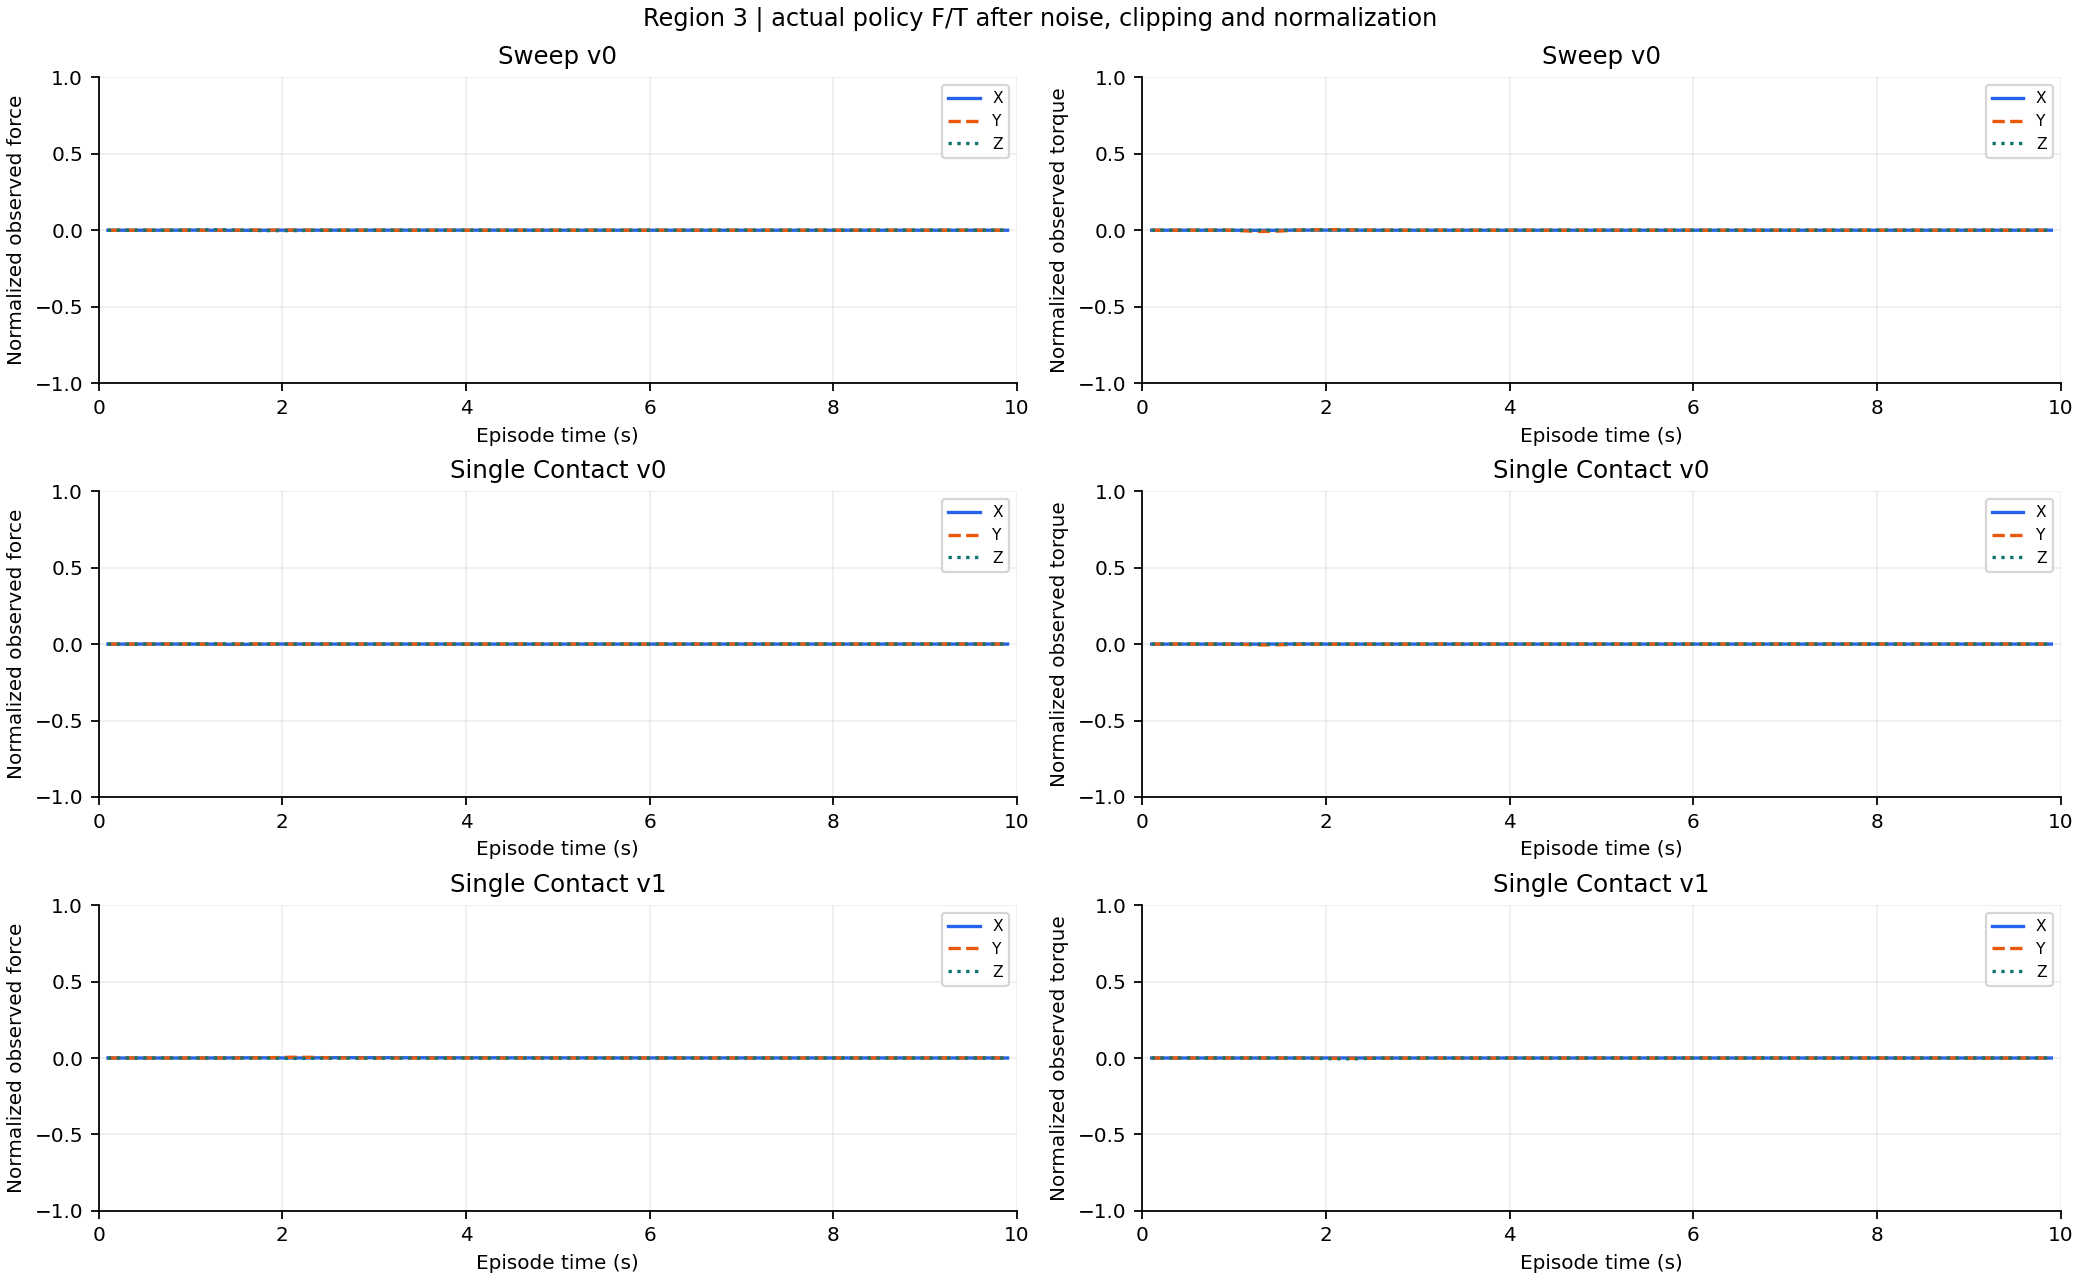 Region 3 | actual policy F/T after noise, clipping and normalization
Sweep v0
Normalized observed force
1.0
0.5
0.0
−0.5
−1.0
0 2 4 6 8 10
Episode time (s)
X
Y
Z
Sweep v0
Normalized observed torque
1.0
0.5
0.0
−0.5
−1.0
0 2 4 6 8 10
Episode time (s)
X
Y
Z
Single Contact v0
Normalized observed force
1.0
0.5
0.0
−0.5
−1.0
0 2 4 6 8 10
Episode time (s)
X
Y
Z
Single Contact v0
Normalized observed torque
1.0
0.5
0.0
−0.5
−1.0
0 2 4 6 8 10
Episode time (s)
X
Y
Z
Single Contact v1
Normalized observed force
1.0
0.5
0.0
−0.5
−1.0
0 2 4 6 8 10
Episode time (s)
X
Y
Z
Single Contact v1
Normalized observed torque
1.0
0.5
0.0
−0.5
−1.0
0 2 4 6 8 10
Episode time (s)
X
Y
Z